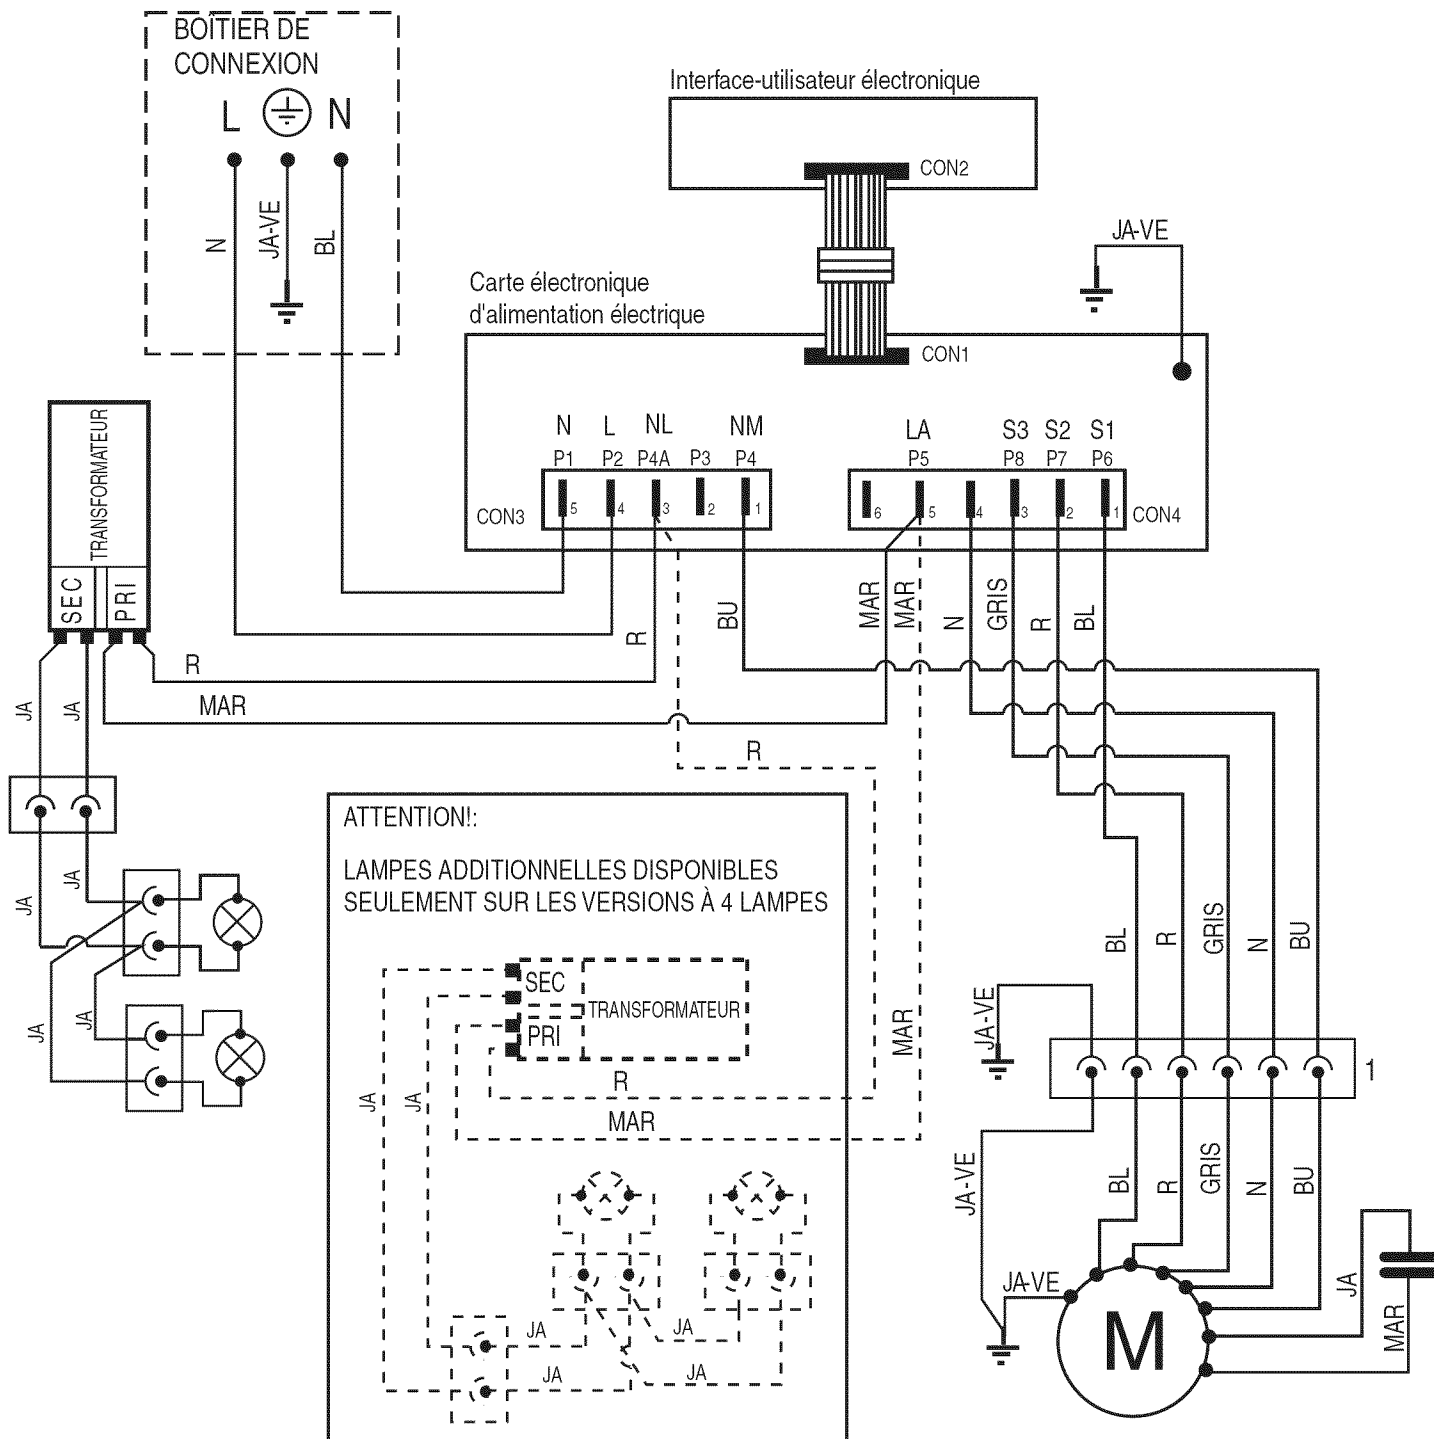 BOÎTIER DE
CONNEXION
L N
N
JA-VE
BL
Interface-utilisateur électronique
CON2
JA-VE
Carte électronique
d'alimentation électrique
CON1
N L NL NM
P1 P2 P4A P3 P4
5 4 3 2 1
CON3
LA S3 S2 S1
P5 P8 P7 P6
6 5 4 3 2 1
CON4
TRANSFORMATEUR
SEC
PRI
R
MAR
R
BU
MAR
MAR
N
GRIS
R
BL
JA
JA
R
JA
JA
JA
JA
ATTENTION!:
LAMPES ADDITIONNELLES DISPONIBLES
SEULEMENT SUR LES VERSIONS À 4 LAMPES
SEC
TRANSFORMATEUR
PRI
R
MAR
JA
JA
MAR
JA
JA
JA
JA
BL
R
GRIS
N
BU
JA-VE
1
JA-VE
BL
R
GRIS
N
BU
JA-VE
M
JA
MAR